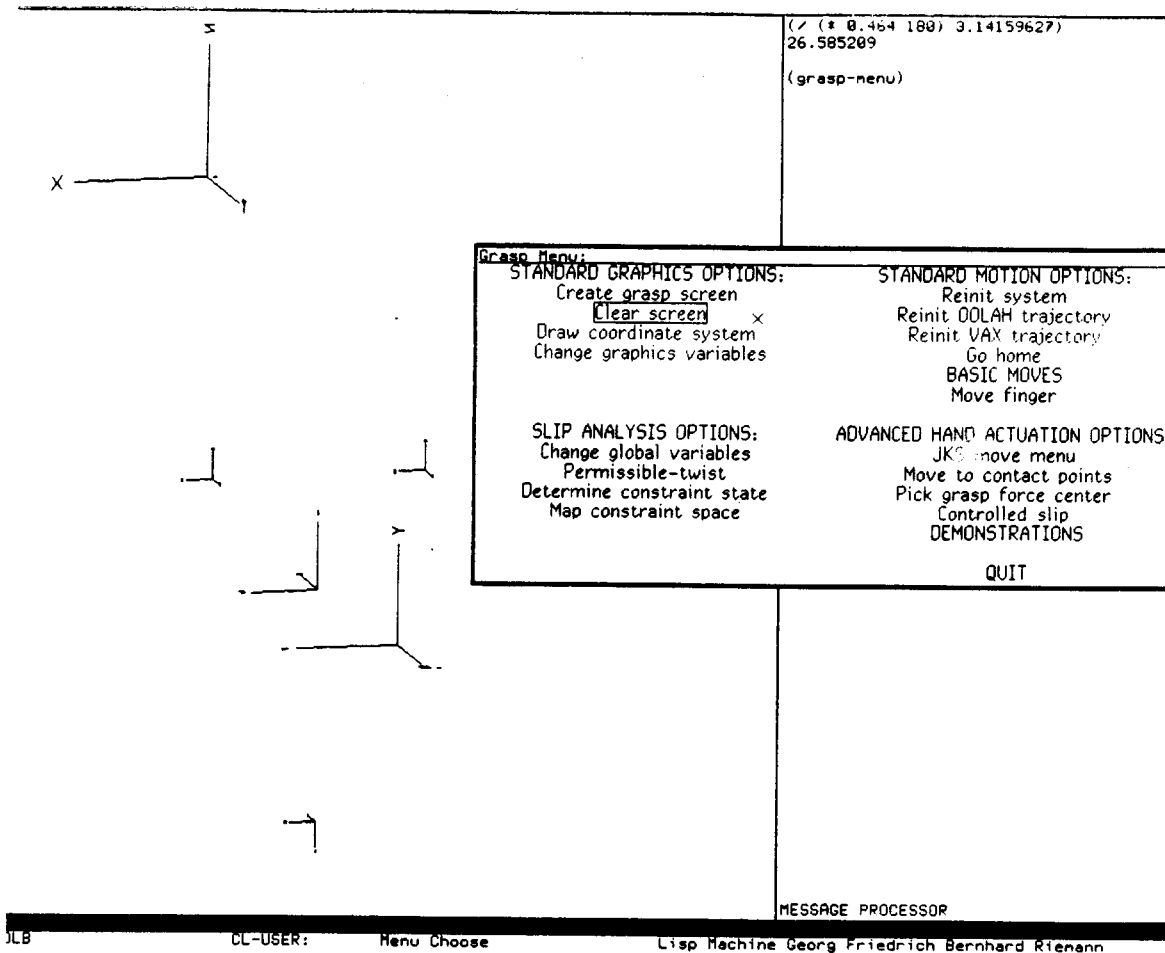 (/ (* 0.464 180) 3.14159627)
26.585209
(grasp-menu)
Z
X
Y
Grasp Menu:
STANDARD GRAPHICS OPTIONS:
Create grasp screen
Clear screen
Draw coordinate system
Change graphics variables
STANDARD MOTION OPTIONS:
Reinit system
Reinit OOLAH trajectory
Reinit VAX trajectory
Go home
BASIC MOVES
Move finger
SLIP ANALYSIS OPTIONS:
Change global variables
Permissible-twist
Determine constraint state
Map constraint space
ADVANCED HAND ACTUATION OPTIONS
JKS move menu
Move to contact points
Pick grasp force center
Controlled slip
DEMONSTRATIONS
QUIT
Y
MESSAGE PROCESSOR
CL-USER: Menu Choose Lisp Machine Georg Friedrich Bernhard Riemann